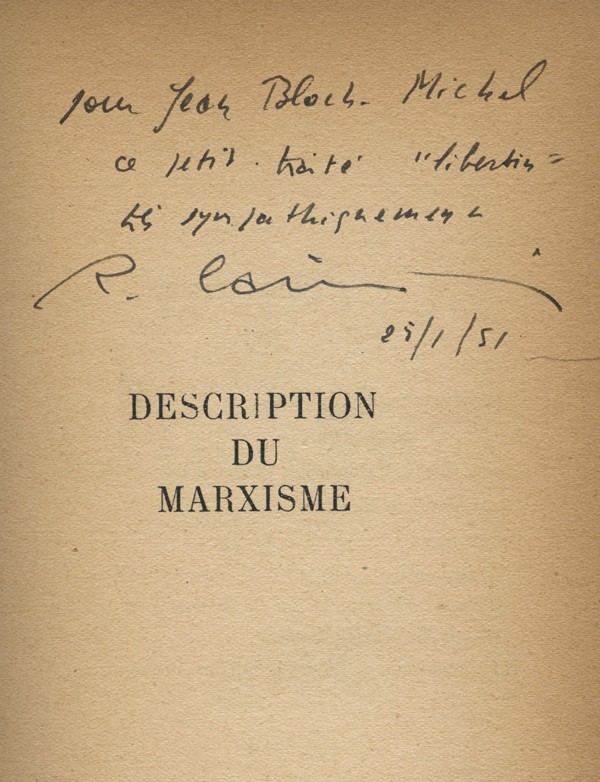 pour Jean Bloch-Michel
ce petit traité "libertin"
très sympathiquement
R. Caillois
25/1/51
DESCRIPTION
DU
MARXISME